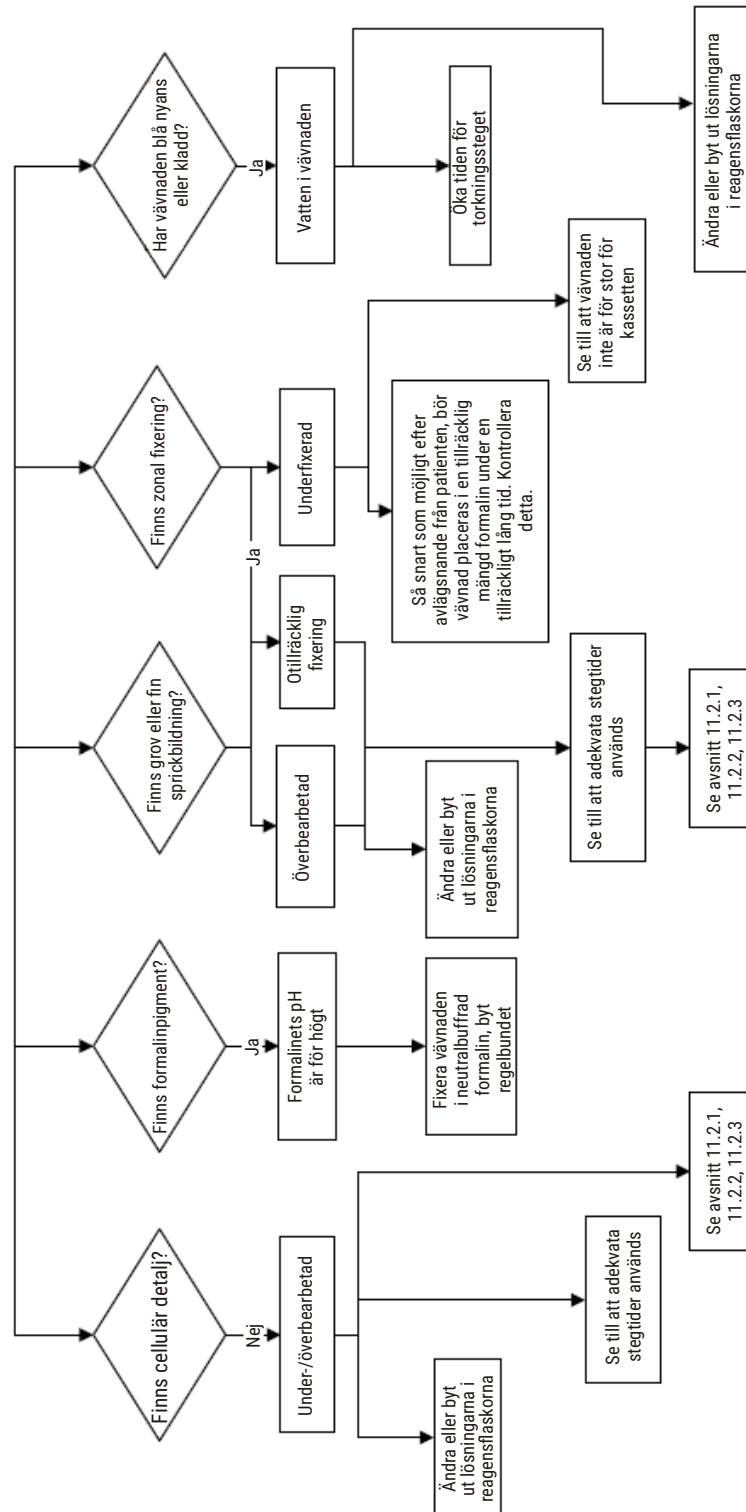 Finns cellulär detalj?
Nej
Under-/överbearbetad
Ändra eller byt
ut lösningarna i
reagensflaskorna
Se till att adekvata
stegtider används
Se avsnitt 11.2.1,
11.2.2, 11.2.3
Finns formalinpigment?
Ja
Formalinets pH
är för högt
Fixera vävnaden
i neutralbuffrad
formalin, byt
regelbundet
Finns grov eller fin
sprickbildning?
Överbearbetad
Otillräcklig
fixering
Ändra eller byt
ut lösningarna i
reagensflaskorna
Se till att adekvata stegtider
används
Se avsnitt 11.2.1,
11.2.2, 11.2.3
Finns zonal fixering?
Ja
Underfixerad
Så snart som möjligt efter
avlägsnande från patienten, bör
vävnad placeras i en tillräcklig
mängd formalin under en
tillräckligt lång tid. Kontrollera
detta.
Se till att vävnaden
inte är för stor för
kassetten
Har vävnaden blå nyans
eller kladd?
Ja
Vatten i vävnaden
Öka tiden för
torkningssteget
Ändra eller byt ut lösningarna
i reagensflaskorna